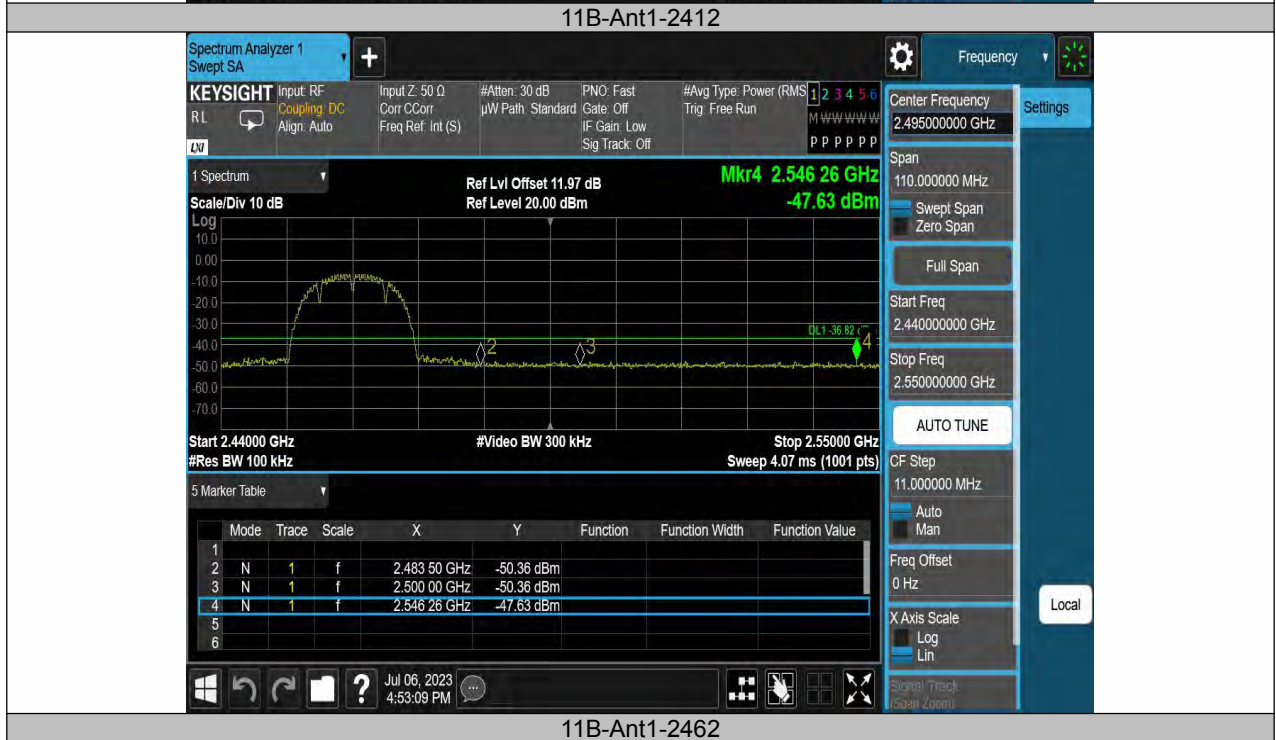 11B-Ant1-2412
Spectrum Analyzer 1
Swept SA
+
Frequency
KEYSIGHT
RL
LXI
Input: RF
Coupling: DC
Align: Auto
Input Z: 50 Ω
Corr CCorr
Freq Ref: Int (S)
#Atten: 30 dB
µW Path: Standard
PNO: Fast
Gate: Off
IF Gain: Low
Sig Track: Off
#Avg Type: Power (RMS
Trig: Free Run
1 2 3 4 5 6
M W W W W W
P P P P P P
Center Frequency
2.495000000 GHz
Settings
1 Spectrum
Scale/Div 10 dB
Ref Lvl Offset 11.97 dB
Ref Level 20.00 dBm
Mkr4 2.546 26 GHz
-47.63 dBm
Log
10.0
0.00
-10.0
-20.0
-30.0
-40.0
-50.0
-60.0
-70.0
DL1 -36.82
2
3
4
Start 2.44000 GHz
#Res BW 100 kHz
#Video BW 300 kHz
Stop 2.55000 GHz
Sweep 4.07 ms (1001 pts)
Span
110.000000 MHz
Swept Span
Zero Span
Full Span
Start Freq
2.440000000 GHz
Stop Freq
2.550000000 GHz
AUTO TUNE
CF Step
11.000000 MHz
Auto
Man
Freq Offset
0 Hz
X Axis Scale
Log
Lin
Signal Track
(Span Zoom)
Local
5 Marker Table
Mode Trace Scale X Y Function Function Width Function Value
1
2 N 1 f 2.483 50 GHz -50.36 dBm
3 N 1 f 2.500 00 GHz -50.36 dBm
4 N 1 f 2.546 26 GHz -47.63 dBm
5
6
?
Jul 06, 2023
4:53:09 PM
11B-Ant1-2462